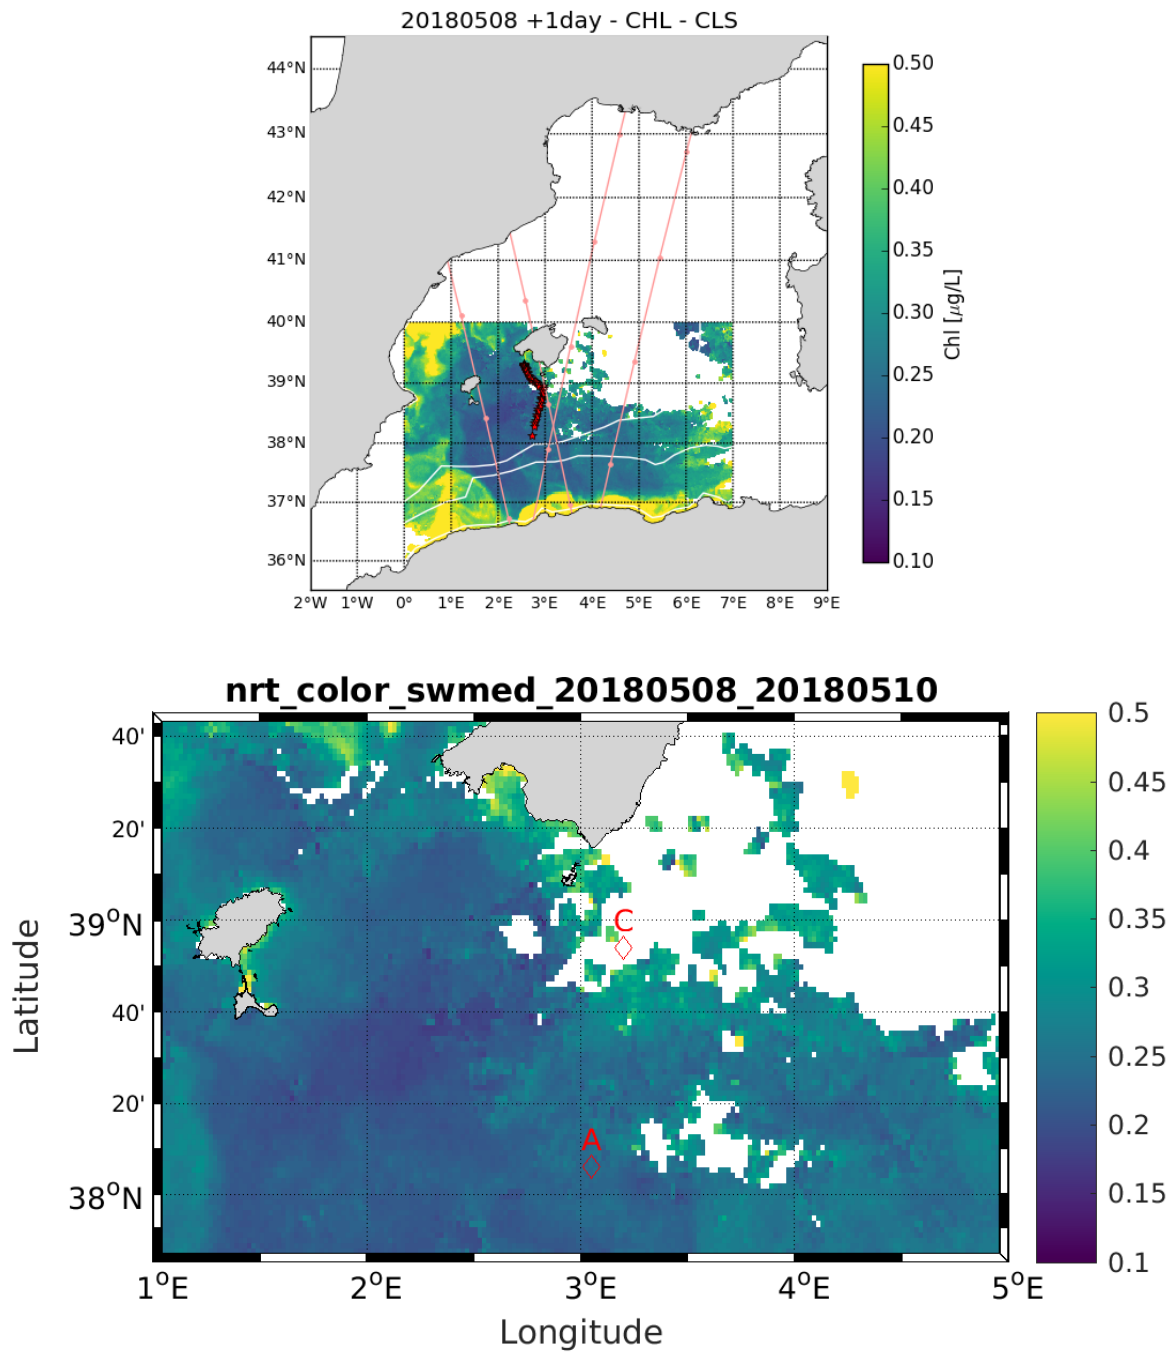 20180508 +1day - CHL - CLS
44°N
43°N
42°N
41°N
40°N
39°N
38°N
37°N
36°N
2°W 1°W 0° 1°E 2°E 3°E 4°E 5°E 6°E 7°E 8°E 9°E
0.50
0.45
0.40
0.35
0.30
0.25
0.20
0.15
0.10
Chl [µg/L]
nrt_color_swmed_20180508_20180510
40'
20'
39°N
40'
20'
38°N
Latitude
C
A
1°E 2°E 3°E 4°E 5°E
Longitude
0.5
0.45
0.4
0.35
0.3
0.25
0.2
0.15
0.1